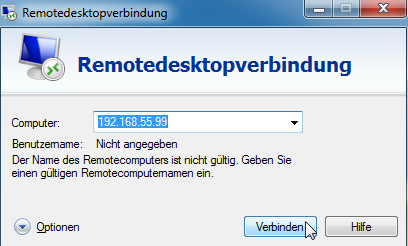 Remotedesktopverbindung
Remotedesktopverbindung
Computer: 192.168.55.99
Benutzername: Nicht angegeben
Der Name des Remotecomputers ist nicht gültig. Geben Sie
einen gültigen Remotecomputernamen ein.
Optionen Verbinden Hilfe